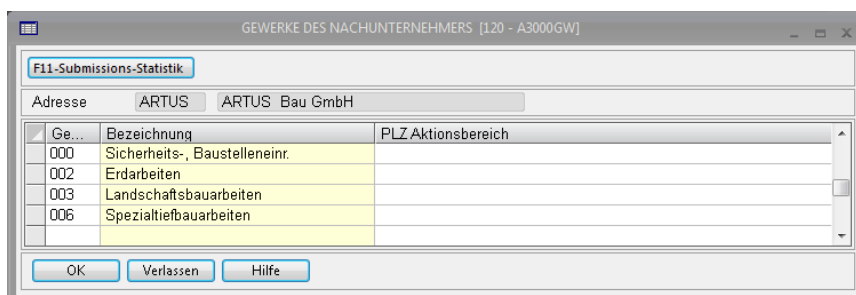 GEWERKE DES NACHUNTERNEHMERS [120 - A3000GW]
F11-Submissions-Statistik
Adresse ARTUS ARTUS Bau GmbH
Ge... Bezeichnung PLZ Aktionsbereich
000 Sicherheits-, Baustelleneinr.
002 Erdarbeiten
003 Landschaftsbauarbeiten
006 Spezialtiefbauarbeiten
OK Verlassen Hilfe